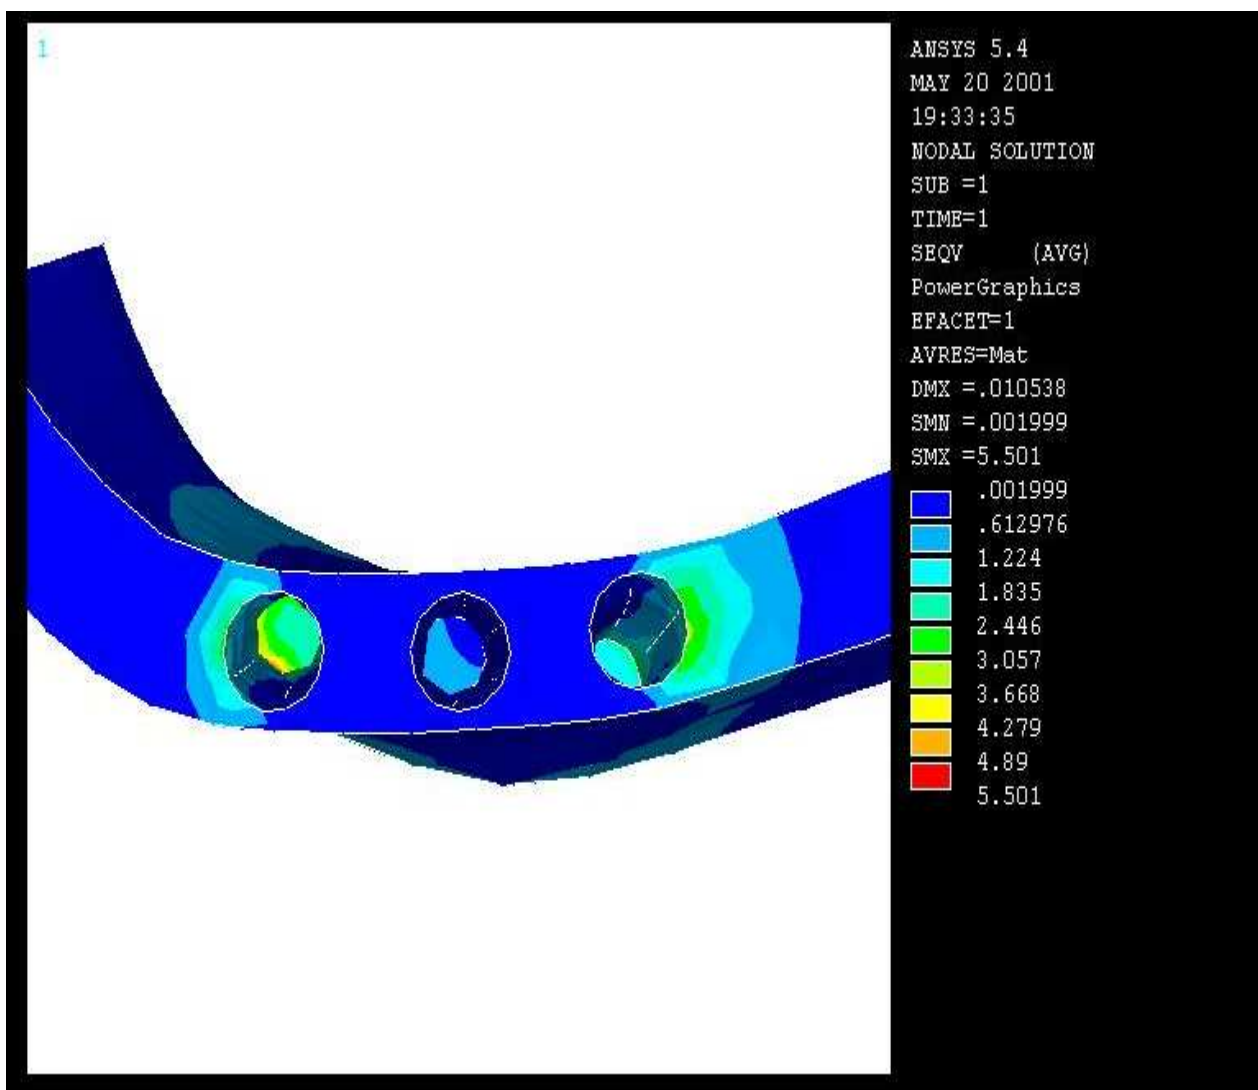 1
ANSYS 5.4
MAY 20 2001
19:33:35
NODAL SOLUTION
SUB =1
TIME=1
SEQV (AVG)
PowerGraphics
EFACET=1
AVRES=Mat
DMX =.010538
SMN =.001999
SMX =5.501
.001999
.612976
1.224
1.835
2.446
3.057
3.668
4.279
4.89
5.501